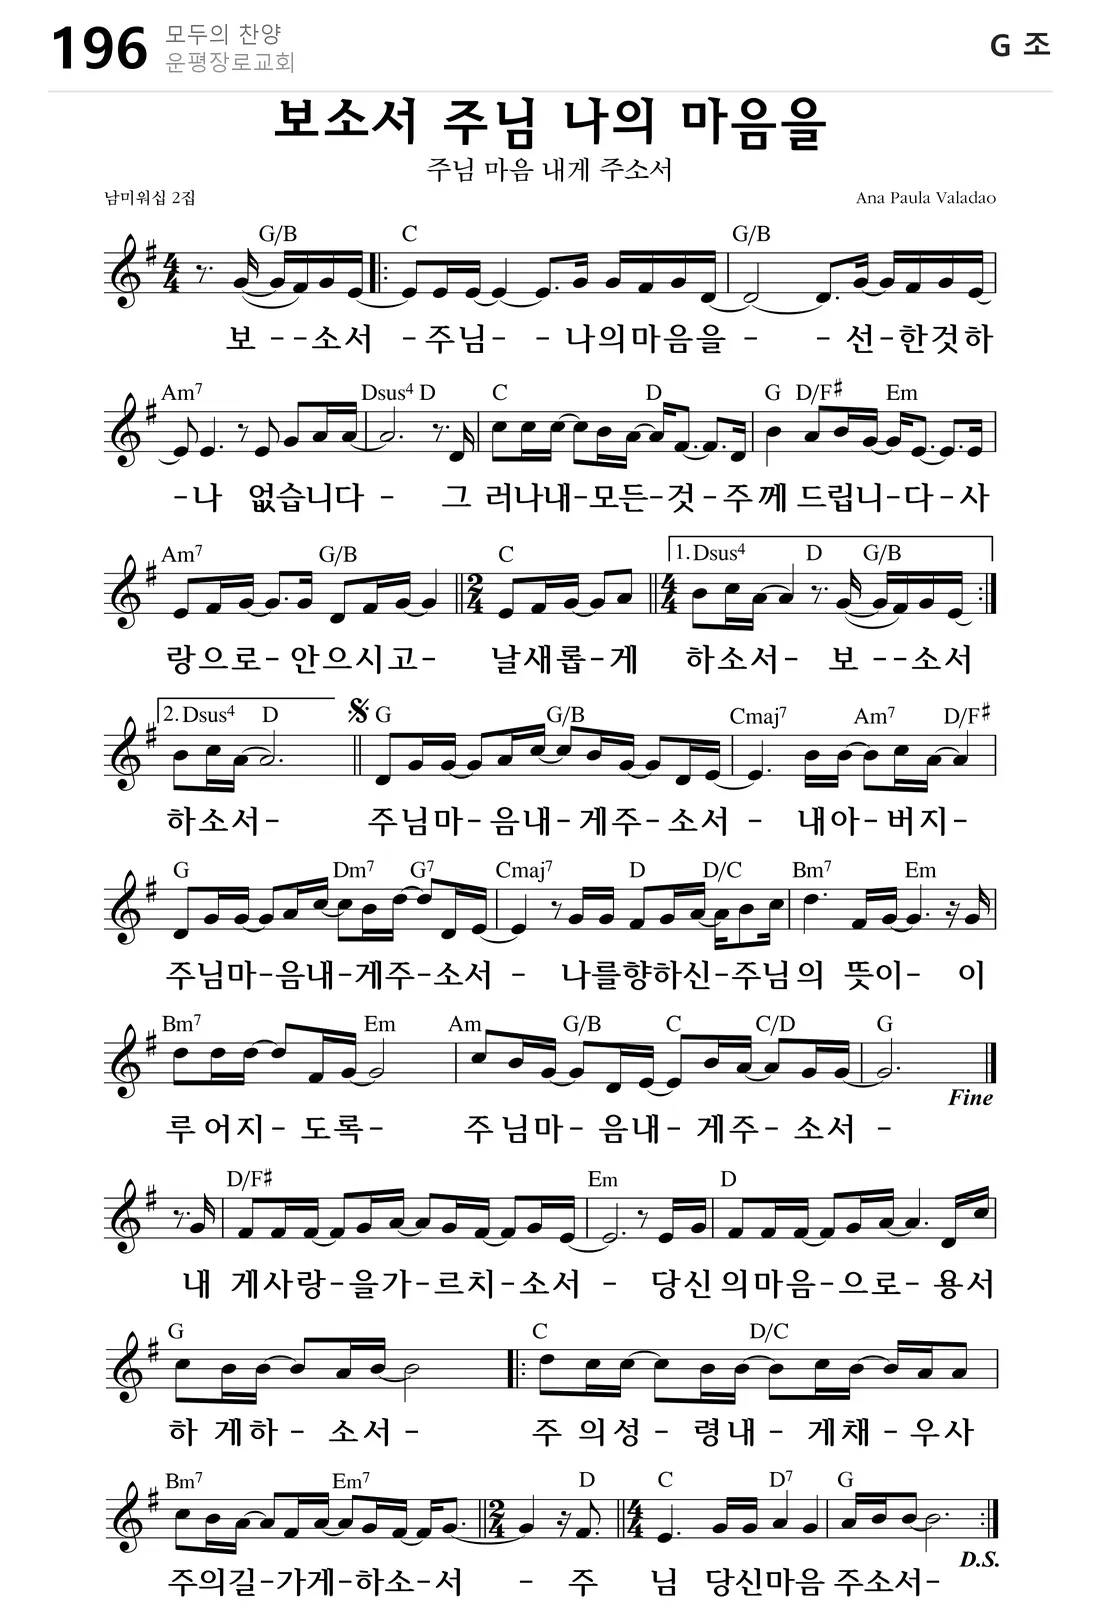 196 모두의 찬양
운평장로교회
G 조
보소서 주님 나의 마음을
주님 마음 내게 주소서
남미워십 2집
Ana Paula Valadao
G/B C G/B
보 - - 소서 - 주님 - - 나의마음을 - - 선 - 한것하
Am7 Dsus4 D C D G D/F♯ Em
- 나 없습니다 - 그 러나내 - 모든 - 것 - 주께 드립니 - 다 - 사
Am7 G/B C 1. Dsus4 D G/B
랑으로 - 안으시고 - 날새롭 - 게 하소서 - 보 - - 소서
2. Dsus4 D G G/B Cmaj7 Am7 D/F♯
하소서 - 주님마 - 음내 - 게주 - 소서 - 내아 - 버지 -
G Dm7 G7 Cmaj7 D D/C Bm7 Em
주님마 - 음내 - 게주 - 소서 - 나를향하신 - 주님의 뜻이 - 이
Bm7 Em Am G/B C C/D G
Fine
루어지 - 도록 - 주님마 - 음내 - 게주 - 소서 -
D/F♯ Em D
내 게사랑 - 을가 - 르치 - 소서 - 당신의마음 - 으로 - 용서
G C D/C
하 게하 - 소서 - 주 의성 - 령내 - 게채 - 우사
Bm7 Em7 D C D7 G
D.S.
주의길 - 가게 - 하소 - 서 - 주 님 당신마음 주소서 -